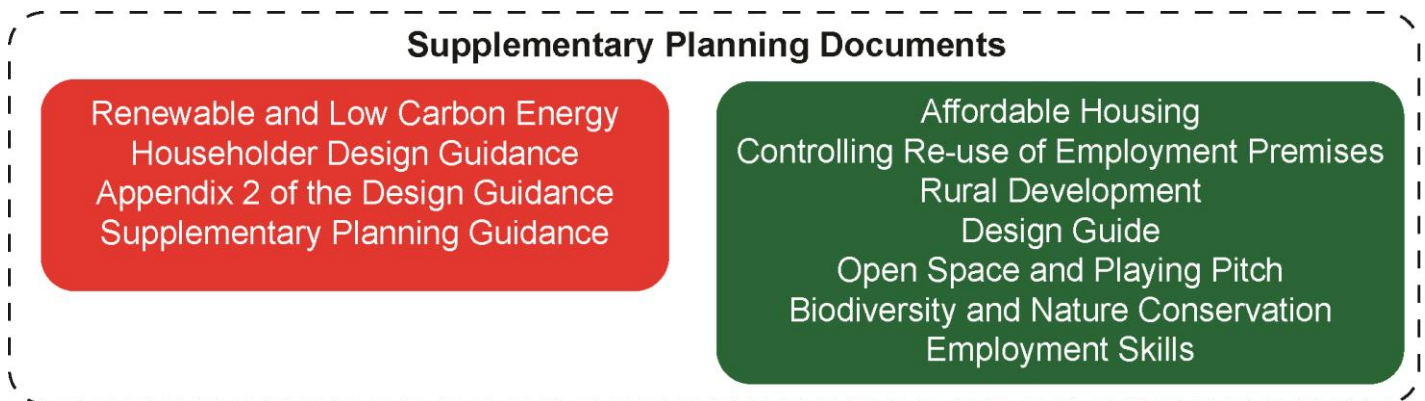 Supplementary Planning Documents
Renewable and Low Carbon Energy
Householder Design Guidance
Appendix 2 of the Design Guidance
Supplementary Planning Guidance
Affordable Housing
Controlling Re-use of Employment Premises
Rural Development
Design Guide
Open Space and Playing Pitch
Biodiversity and Nature Conservation
Employment Skills